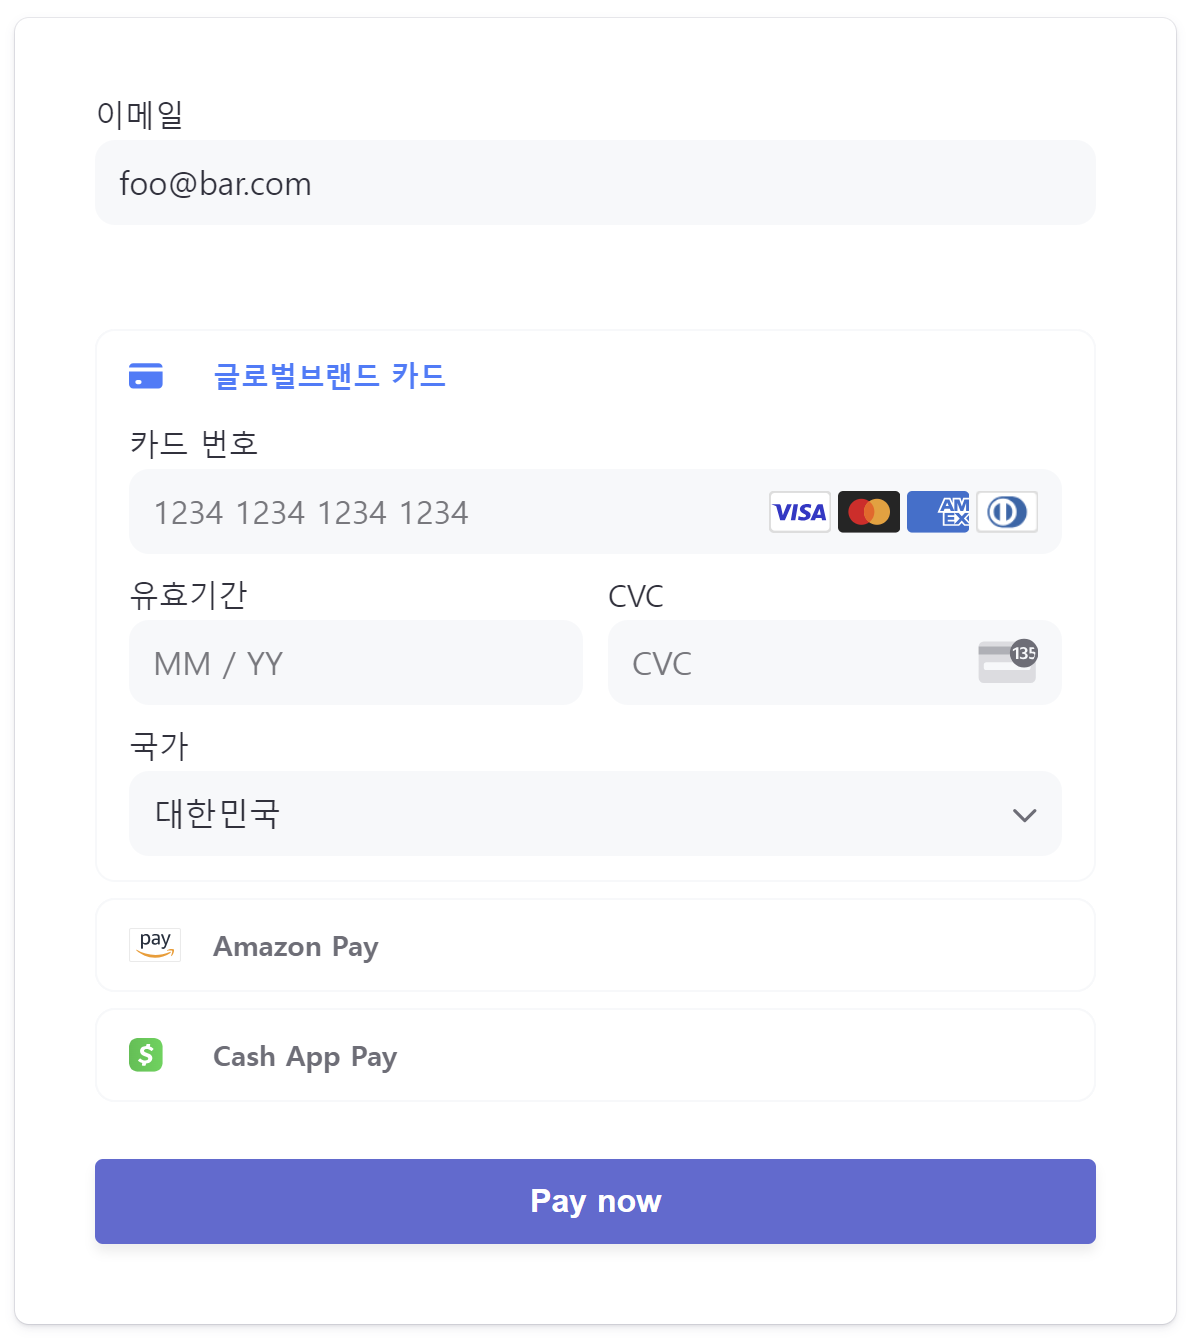 이메일
foo@bar.com
글로벌브랜드 카드
카드 번호
1234 1234 1234 1234 VISA AM EX
유효기간 CVC
MM / YY CVC 135
국가
대한민국
pay Amazon Pay
$ Cash App Pay
Pay now